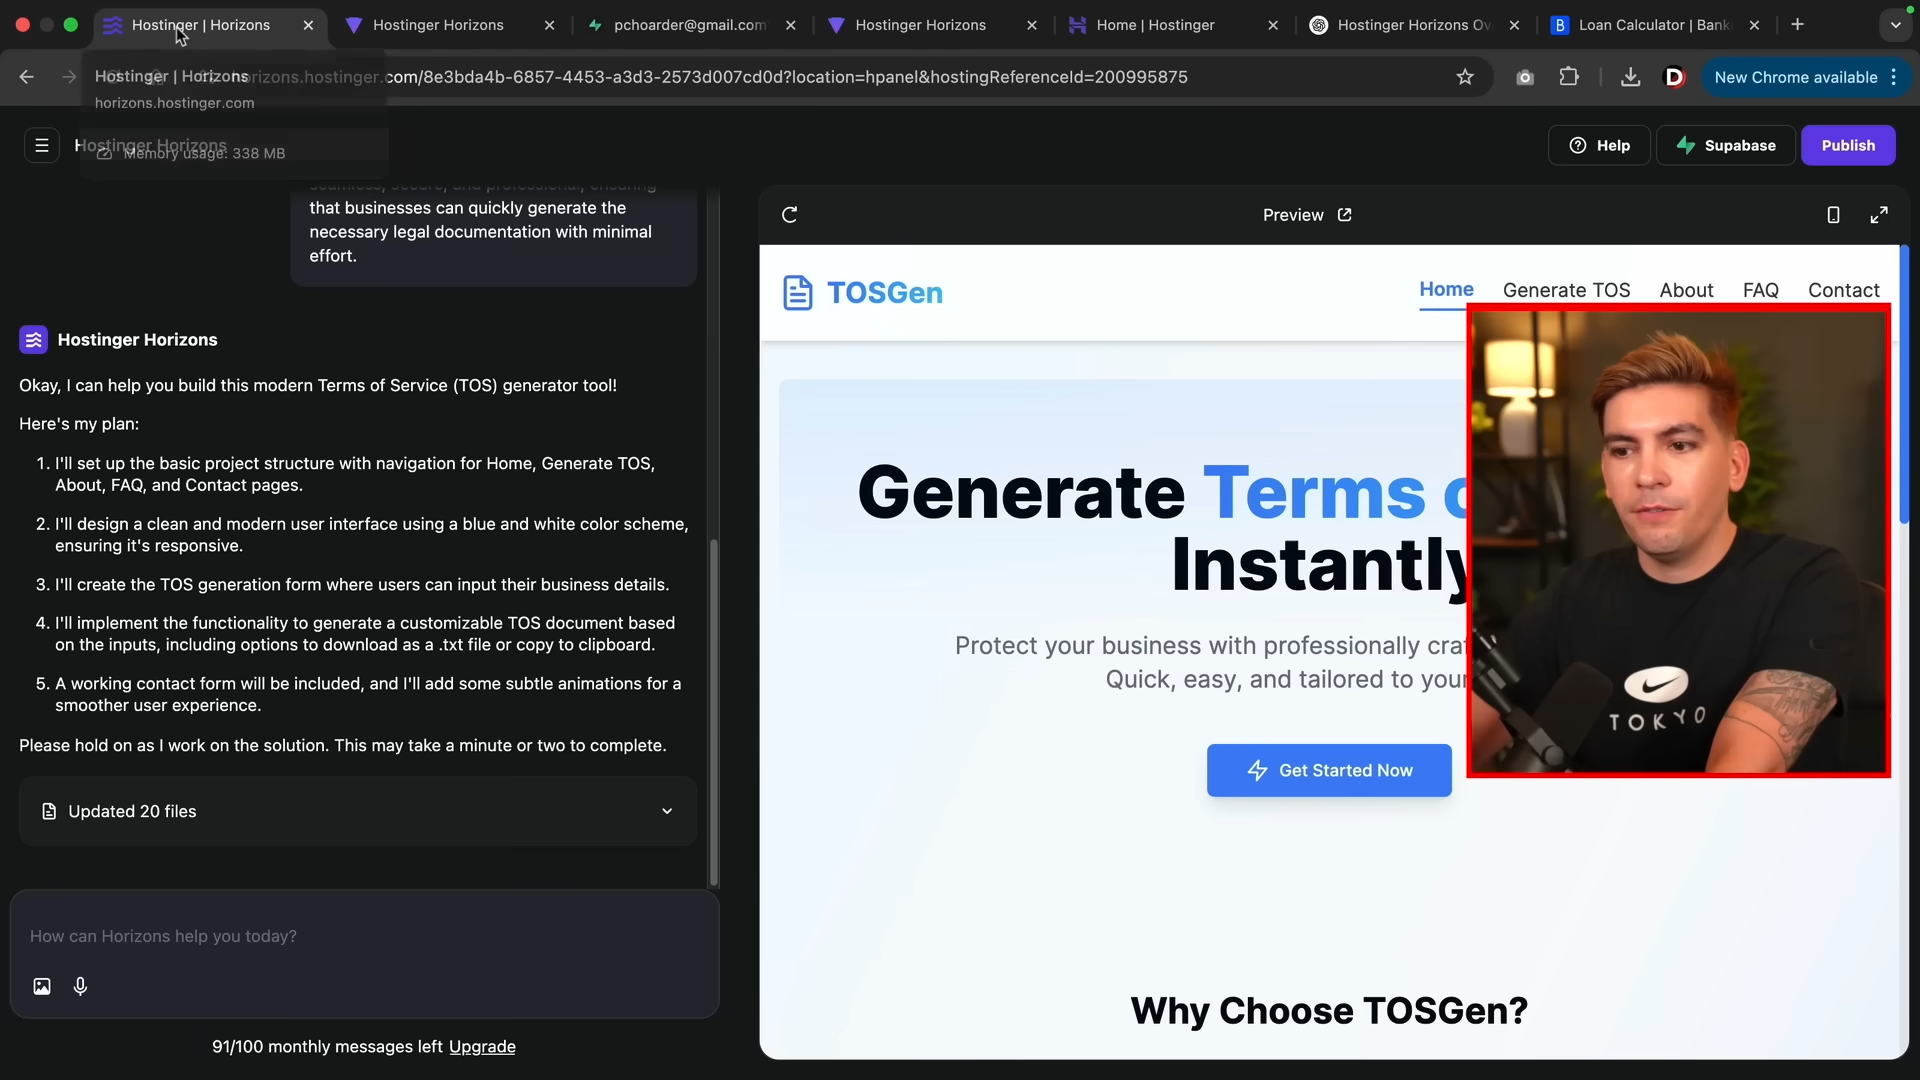 Hostinger | Horizons
Hostinger Horizons
pchoarder@gmail.com
Hostinger Horizons
Home | Hostinger
Hostinger Horizons Ov
Loan Calculator | Bank
horizons.hostinger.com/8e3bda4b-6857-4453-a3d3-2573d007cd0d?location=hpanel&hostingReferenceId=200995875
New Chrome available
Hostinger | Horizons
horizons.hostinger.com
Memory usage: 338 MB
Hostinger Horizons
Help
Supabase
Publish
seamless, secure, and professional, ensuring
that businesses can quickly generate the
necessary legal documentation with minimal
effort.
Hostinger Horizons
Okay, I can help you build this modern Terms of Service (TOS) generator tool!
Here's my plan:
1. I'll set up the basic project structure with navigation for Home, Generate TOS,
About, FAQ, and Contact pages.
2. I'll design a clean and modern user interface using a blue and white color scheme,
ensuring it's responsive.
3. I'll create the TOS generation form where users can input their business details.
4. I'll implement the functionality to generate a customizable TOS document based
on the inputs, including options to download as a .txt file or copy to clipboard.
5. A working contact form will be included, and I'll add some subtle animations for a
smoother user experience.
Please hold on as I work on the solution. This may take a minute or two to complete.
Updated 20 files
How can Horizons help you today?
91/100 monthly messages left Upgrade
Preview
TOSGen
Home
Generate TOS
About
FAQ
Contact
Generate Terms
Instantly
Protect your business with professionally
Quick, easy, and tailored to your
Get Started Now
Why Choose TOSGen?
TOKYO